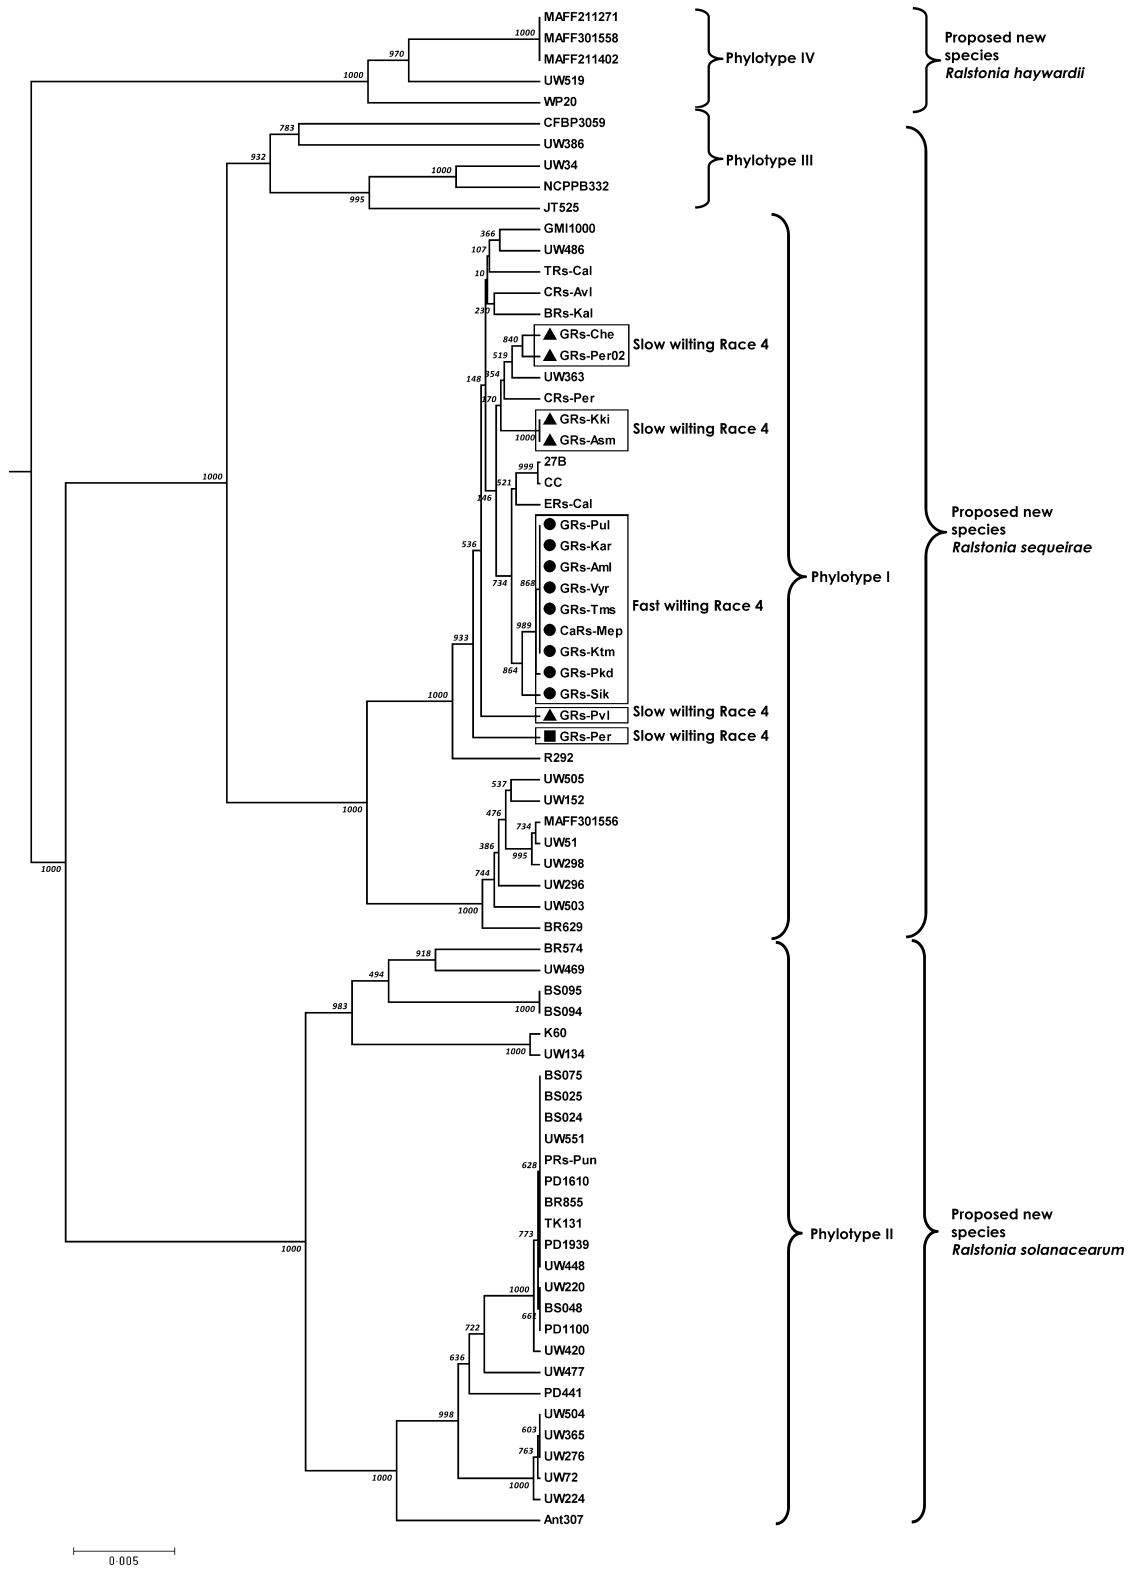 MAFF211271
1000 MAFF301558
MAFF211402
970
1000
UW519
WP20
Phylotype IV
Proposed new
species
Ralstonia haywardii
CFBP3059
783
UW386
932
UW34
1000
NCPPB332
995
JT525
Phylotype III
GMI1000
366
UW486
107
TRs-Cal
10
CRs-Avl
230
BRs-Kal
GRs-Che
840
GRs-Per02
Slow wilting Race 4
519
UW363
354
148
170
CRs-Per
GRs-Kki
1000 GRs-Asm
Slow wilting Race 4
27B
999
CC
521
146
ERs-Cal
GRs-Pul
GRs-Kar
536
GRs-Aml
868
734
GRs-Vyr
GRs-Tms
CaRs-Mep
989
933
GRs-Ktm
864
GRs-Pkd
GRs-Sik
Fast wilting Race 4
1000
GRs-Pvl Slow wilting Race 4
GRs-Per Slow wilting Race 4
R292
1000
1000
UW505
537
UW152
476
MAFF301556
734
UW51
995
UW298
386
UW296
744
UW503
1000
BR629
Phylotype I
Proposed new
species
Ralstonia sequeirae
1000
BR574
918
UW469
494
BS095
1000
BS094
983
K60
1000
UW134
BS075
BS025
BS024
UW551
PRs-Pun
628
PD1610
BR855
TK131
773
PD1939
UW448
1000
UW220
BS048
661
PD1100
UW420
722
UW477
636
PD441
998
UW504
603
UW365
763
UW276
1000
UW72
UW224
1000
Ant307
1000
Phylotype II
Proposed new
species
Ralstonia solanacearum
0·005